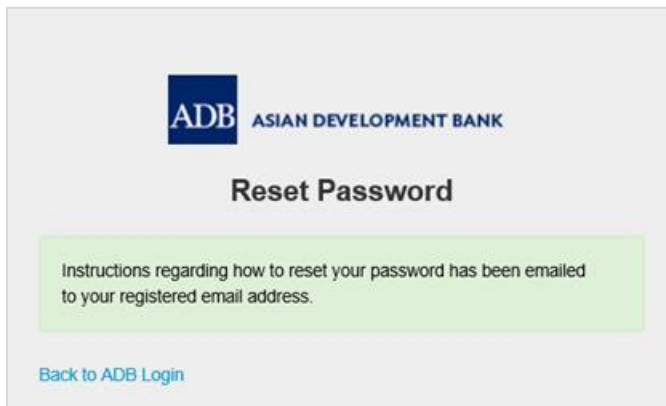 ADB ASIAN DEVELOPMENT BANK
Reset Password
Instructions regarding how to reset your password has been emailed
to your registered email address.
Back to ADB Login